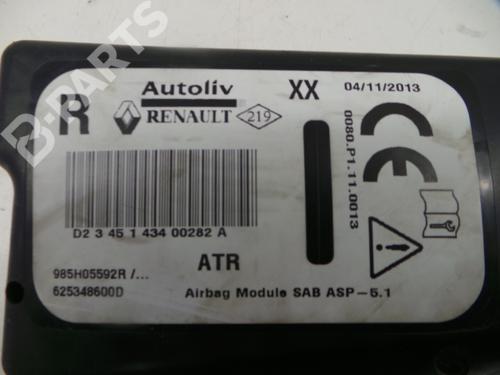 B-PARTS
Autoliv XX 04/11/2013
R RENAULT 219
0080.P1.11.0013
CE
D2 3 45 1 434 00282 A
ATR
985H05592R /...
625348600D Airbag Module SAB ASP-5.1